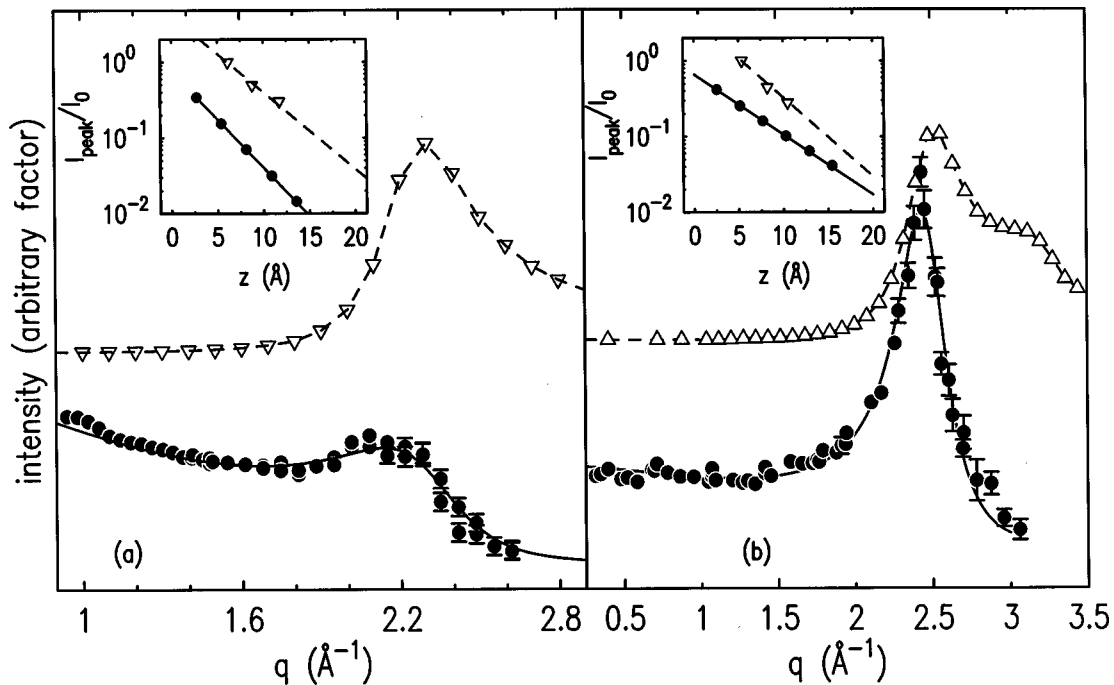 intensity (arbitrary factor)
I_peak/I_0
10^0
10^-1
10^-2
0 5 10 15 20
z (Å)
(a)
1 1.6 2.2 2.8
q (Å^-1)
I_peak/I_0
10^0
10^-1
10^-2
0 5 10 15 20
z (Å)
(b)
0.5 1 1.5 2 2.5 3 3.5
q (Å^-1)